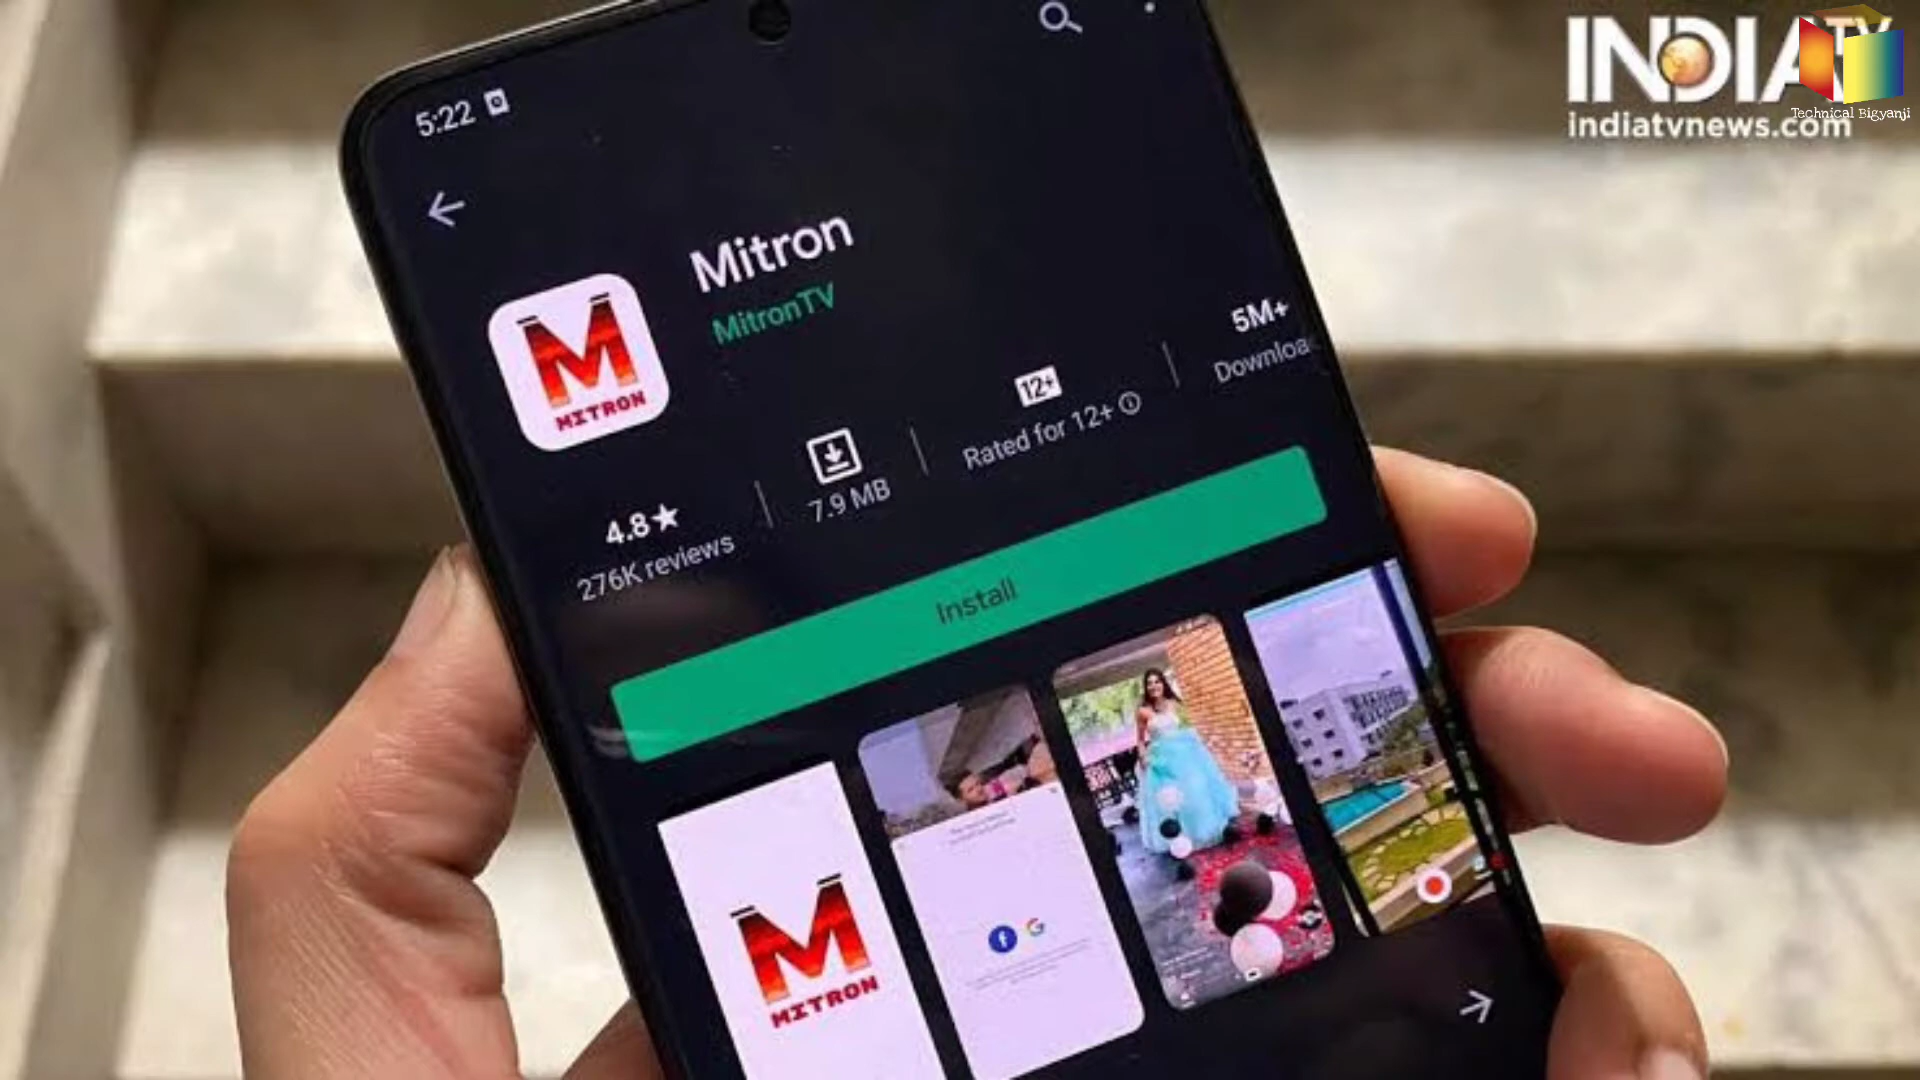 INDIA TV
indiatvnews.com
Technical Bigyanji
5:22
Mitron
MitronTV
MITRON
4.8★
276K reviews
7.9 MB
12+
Rated for 12+
5M+
Downloa
Install
MITRON